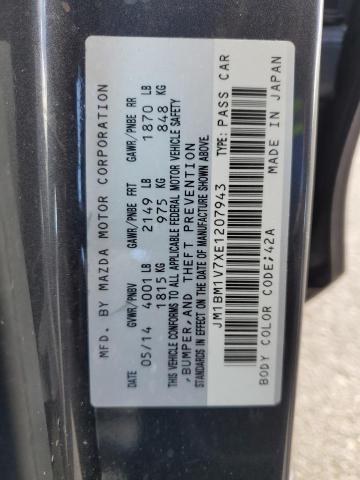 MFD. BY MAZDA MOTOR CORPORATION
GVWR/PNBV GAWR/PNBE FRT GAWR/PNBE RR
DATE
05/14 4001 LB 2149 LB 1870 LB
1815 KG 975 KG 848 KG
THIS VEHICLE CONFORMS TO ALL APPLICABLE FEDERAL MOTOR VEHICLE SAFETY
,BUMPER,AND THEFT PREVENTION
STANDARDS IN EFFECT ON THE DATE OF MANUFACTURE SHOWN ABOVE.
JM1BM1V7XE1207943 TYPE: PASS CAR
BODY COLOR CODE;42A MADE IN JAPAN